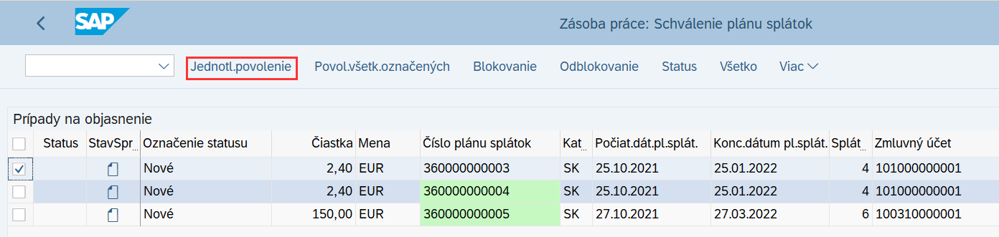 SAP Zásoba práce: Schválenie plánu splátok
Jednotl.povolenie Povol.všetk.označených Blokovanie Odblokovanie Status Všetko Viac
Prípady na objasnenie
Status StavSpr... Označenie statusu Čiastka Mena Číslo plánu splátok Kat... Počiat.dát.pl.splát. Konc.dátum pl.splát. Splát... Zmluvný účet
Nové 2,40 EUR 360000000003 SK 25.10.2021 25.01.2022 4 101000000001
Nové 2,40 EUR 360000000004 SK 25.10.2021 25.01.2022 4 101000000001
Nové 150,00 EUR 360000000005 SK 27.10.2021 27.03.2022 6 100310000001